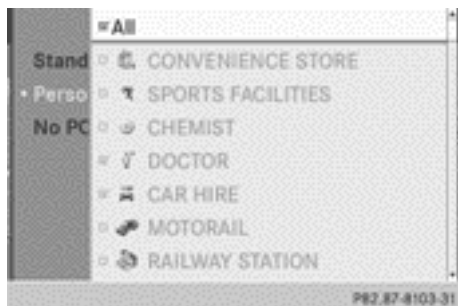 All
Stand
CONVENIENCE STORE
Perso
SPORTS FACILITIES
No PO
CHEMIST
DOCTOR
CAR HIRE
MOTORAIL
RAILWAY STATION
P82.87-8103-31